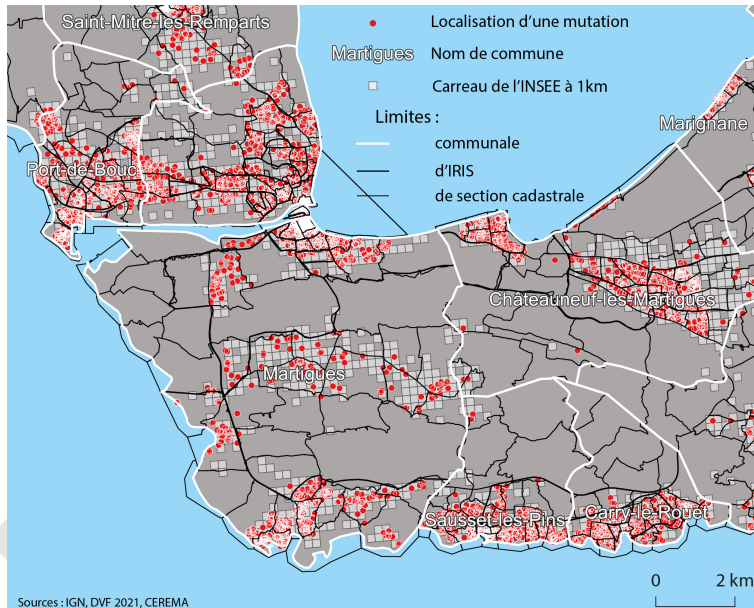 Saint-Mitre-les-Remparts
Localisation d'une mutation
Martigues
Nom de commune
Carreau de l'INSEE à 1km
Limites :
communale
d'IRIS
de section cadastrale
Marignane
Port-de-Bouc
Châteauneuf-les-Martigues
Martigues
Sausset-les-Pins
Carry-le-Rouet
0 2 km
Sources : IGN, DVF 2021, CEREMA